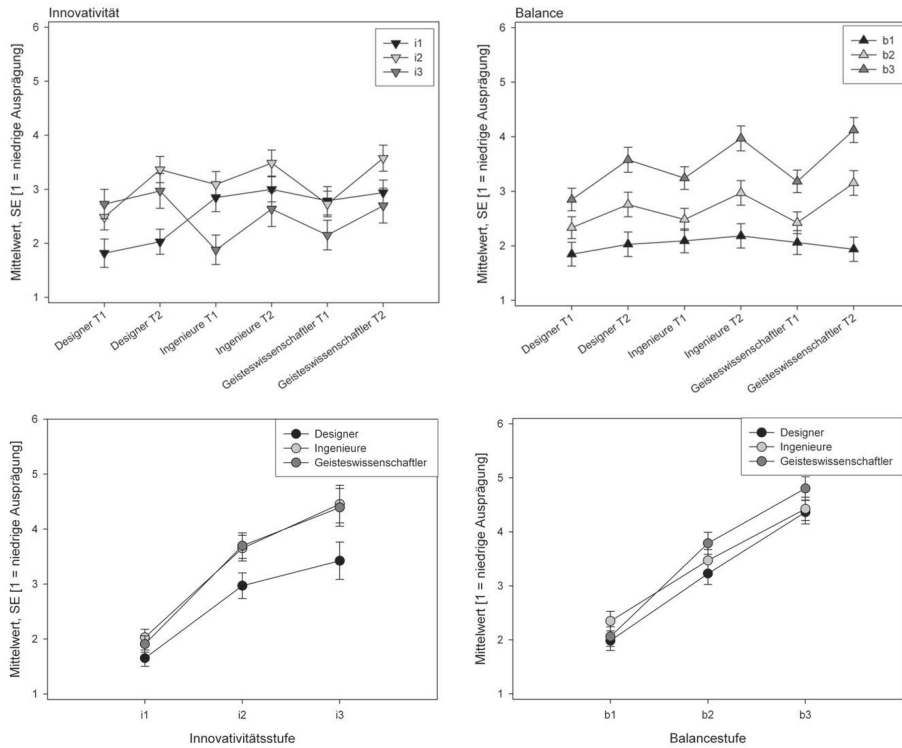 Innovativität
Mittelwert, SE [1 = niedrige Ausprägung]
6
5
4
3
2
1
i1
i2
i3
Designer T1
Designer T2
Ingenieure T1
Ingenieure T2
Geisteswissenschaftler T1
Geisteswissenschaftler T2
Balance
Mittelwert, SE [1 = niedrige Ausprägung]
6
5
4
3
2
1
b1
b2
b3
Designer T1
Designer T2
Ingenieure T1
Ingenieure T2
Geisteswissenschaftler T1
Geisteswissenschaftler T2
Mittelwert, SE [1 = niedrige Ausprägung]
6
5
4
3
2
1
Designer
Ingenieure
Geisteswissenschaftler
i1
i2
i3
Innovativitätsstufe
Mittelwert [1 = niedrige Ausprägung]
6
5
4
3
2
1
Designer
Ingenieure
Geisteswissenschaftler
b1
b2
b3
Balancestufe